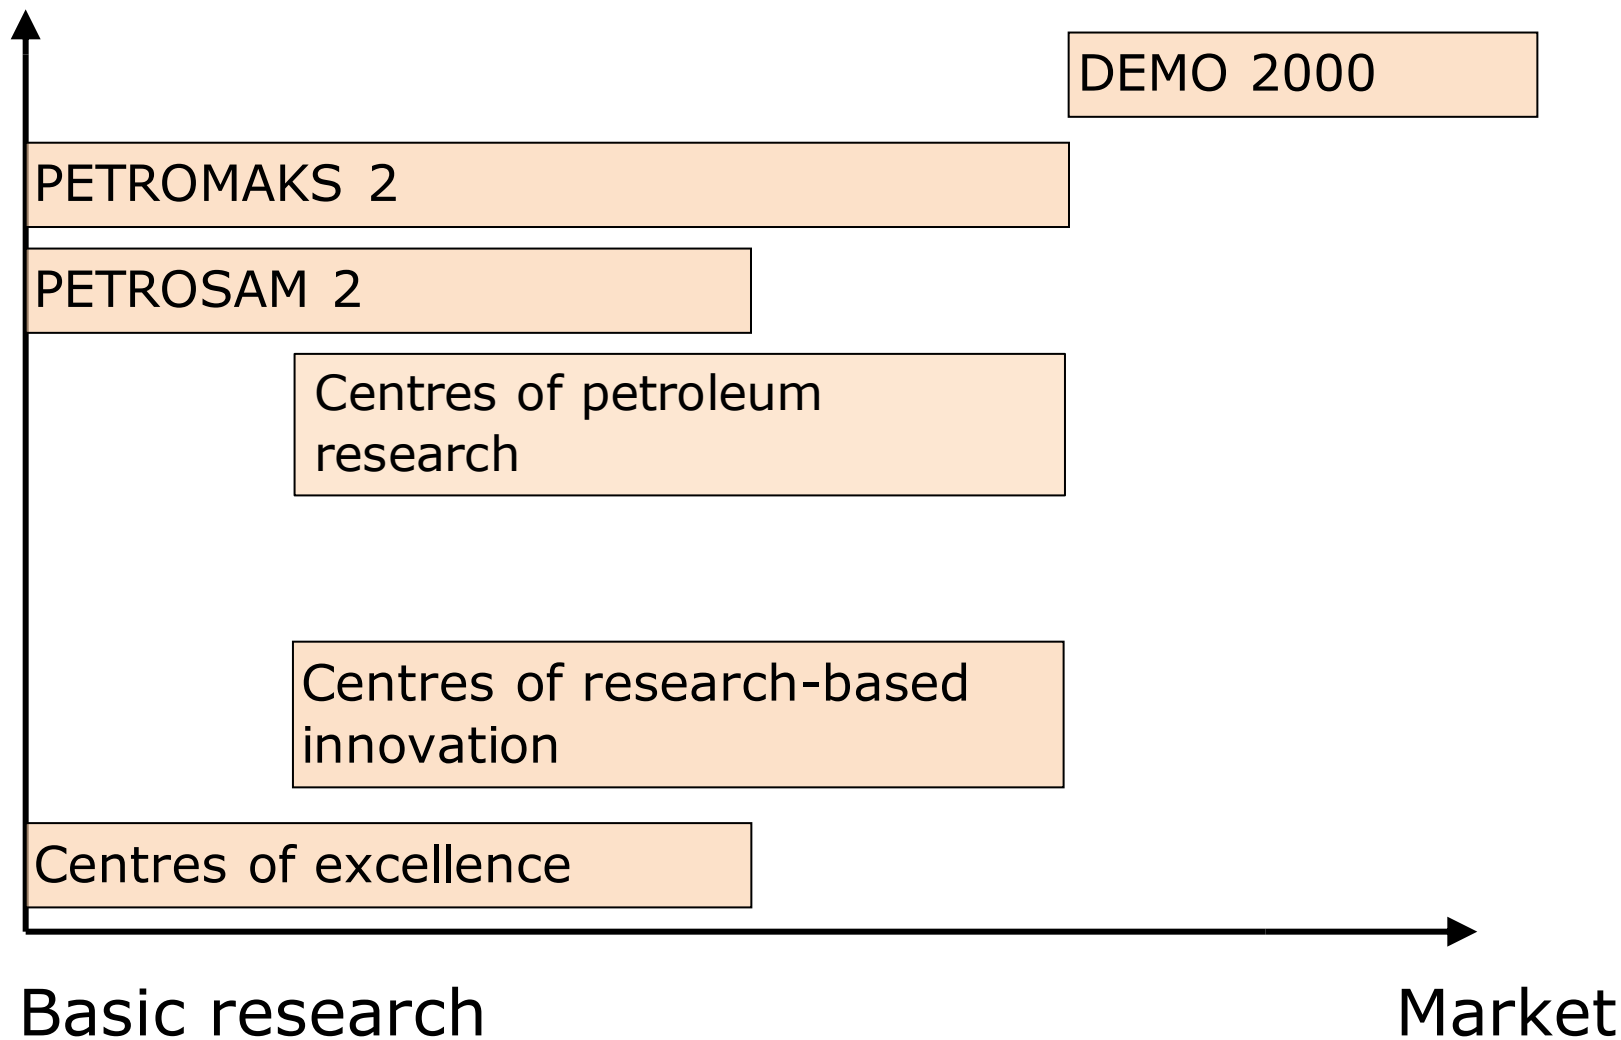 DEMO 2000
PETROMAKS 2
PETROSAM 2
Centres of petroleum
research
Centres of research-based
innovation
Centres of excellence
Basic research
Market